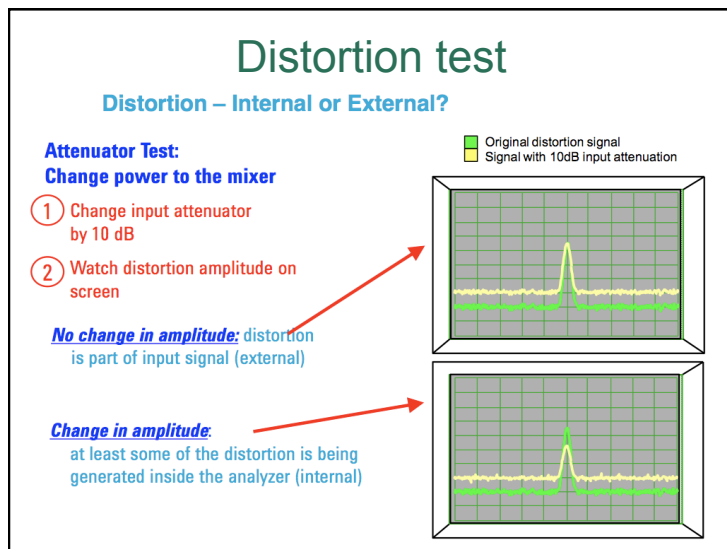 Distortion test
Distortion – Internal or External?
Original distortion signal
Signal with 10dB input attenuation
Attenuator Test:
Change power to the mixer
1 Change input attenuator
by 10 dB
2 Watch distortion amplitude on
screen
No change in amplitude: distortion
is part of input signal (external)
Change in amplitude:
at least some of the distortion is being
generated inside the analyzer (internal)